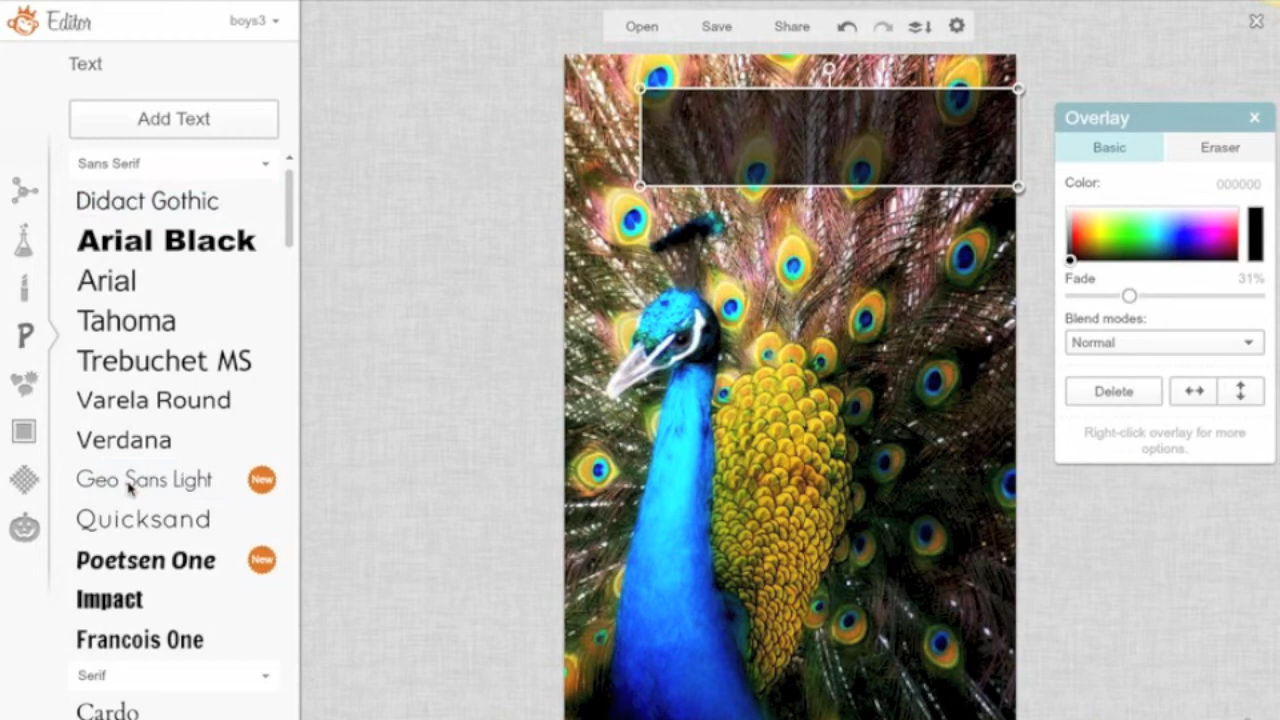 Editor
boys3
Open
Save
Share
Text
Add Text
Sans Serif
Didact Gothic
Arial Black
Arial
Tahoma
Trebuchet MS
Varela Round
Verdana
Geo Sans Light New
Quicksand
Poetsen One New
Impact
Francois One
Serif
Cardo
P
Overlay
Basic
Eraser
Color:
000000
Fade
31%
Blend modes:
Normal
Delete
Right-click overlay for more
options.